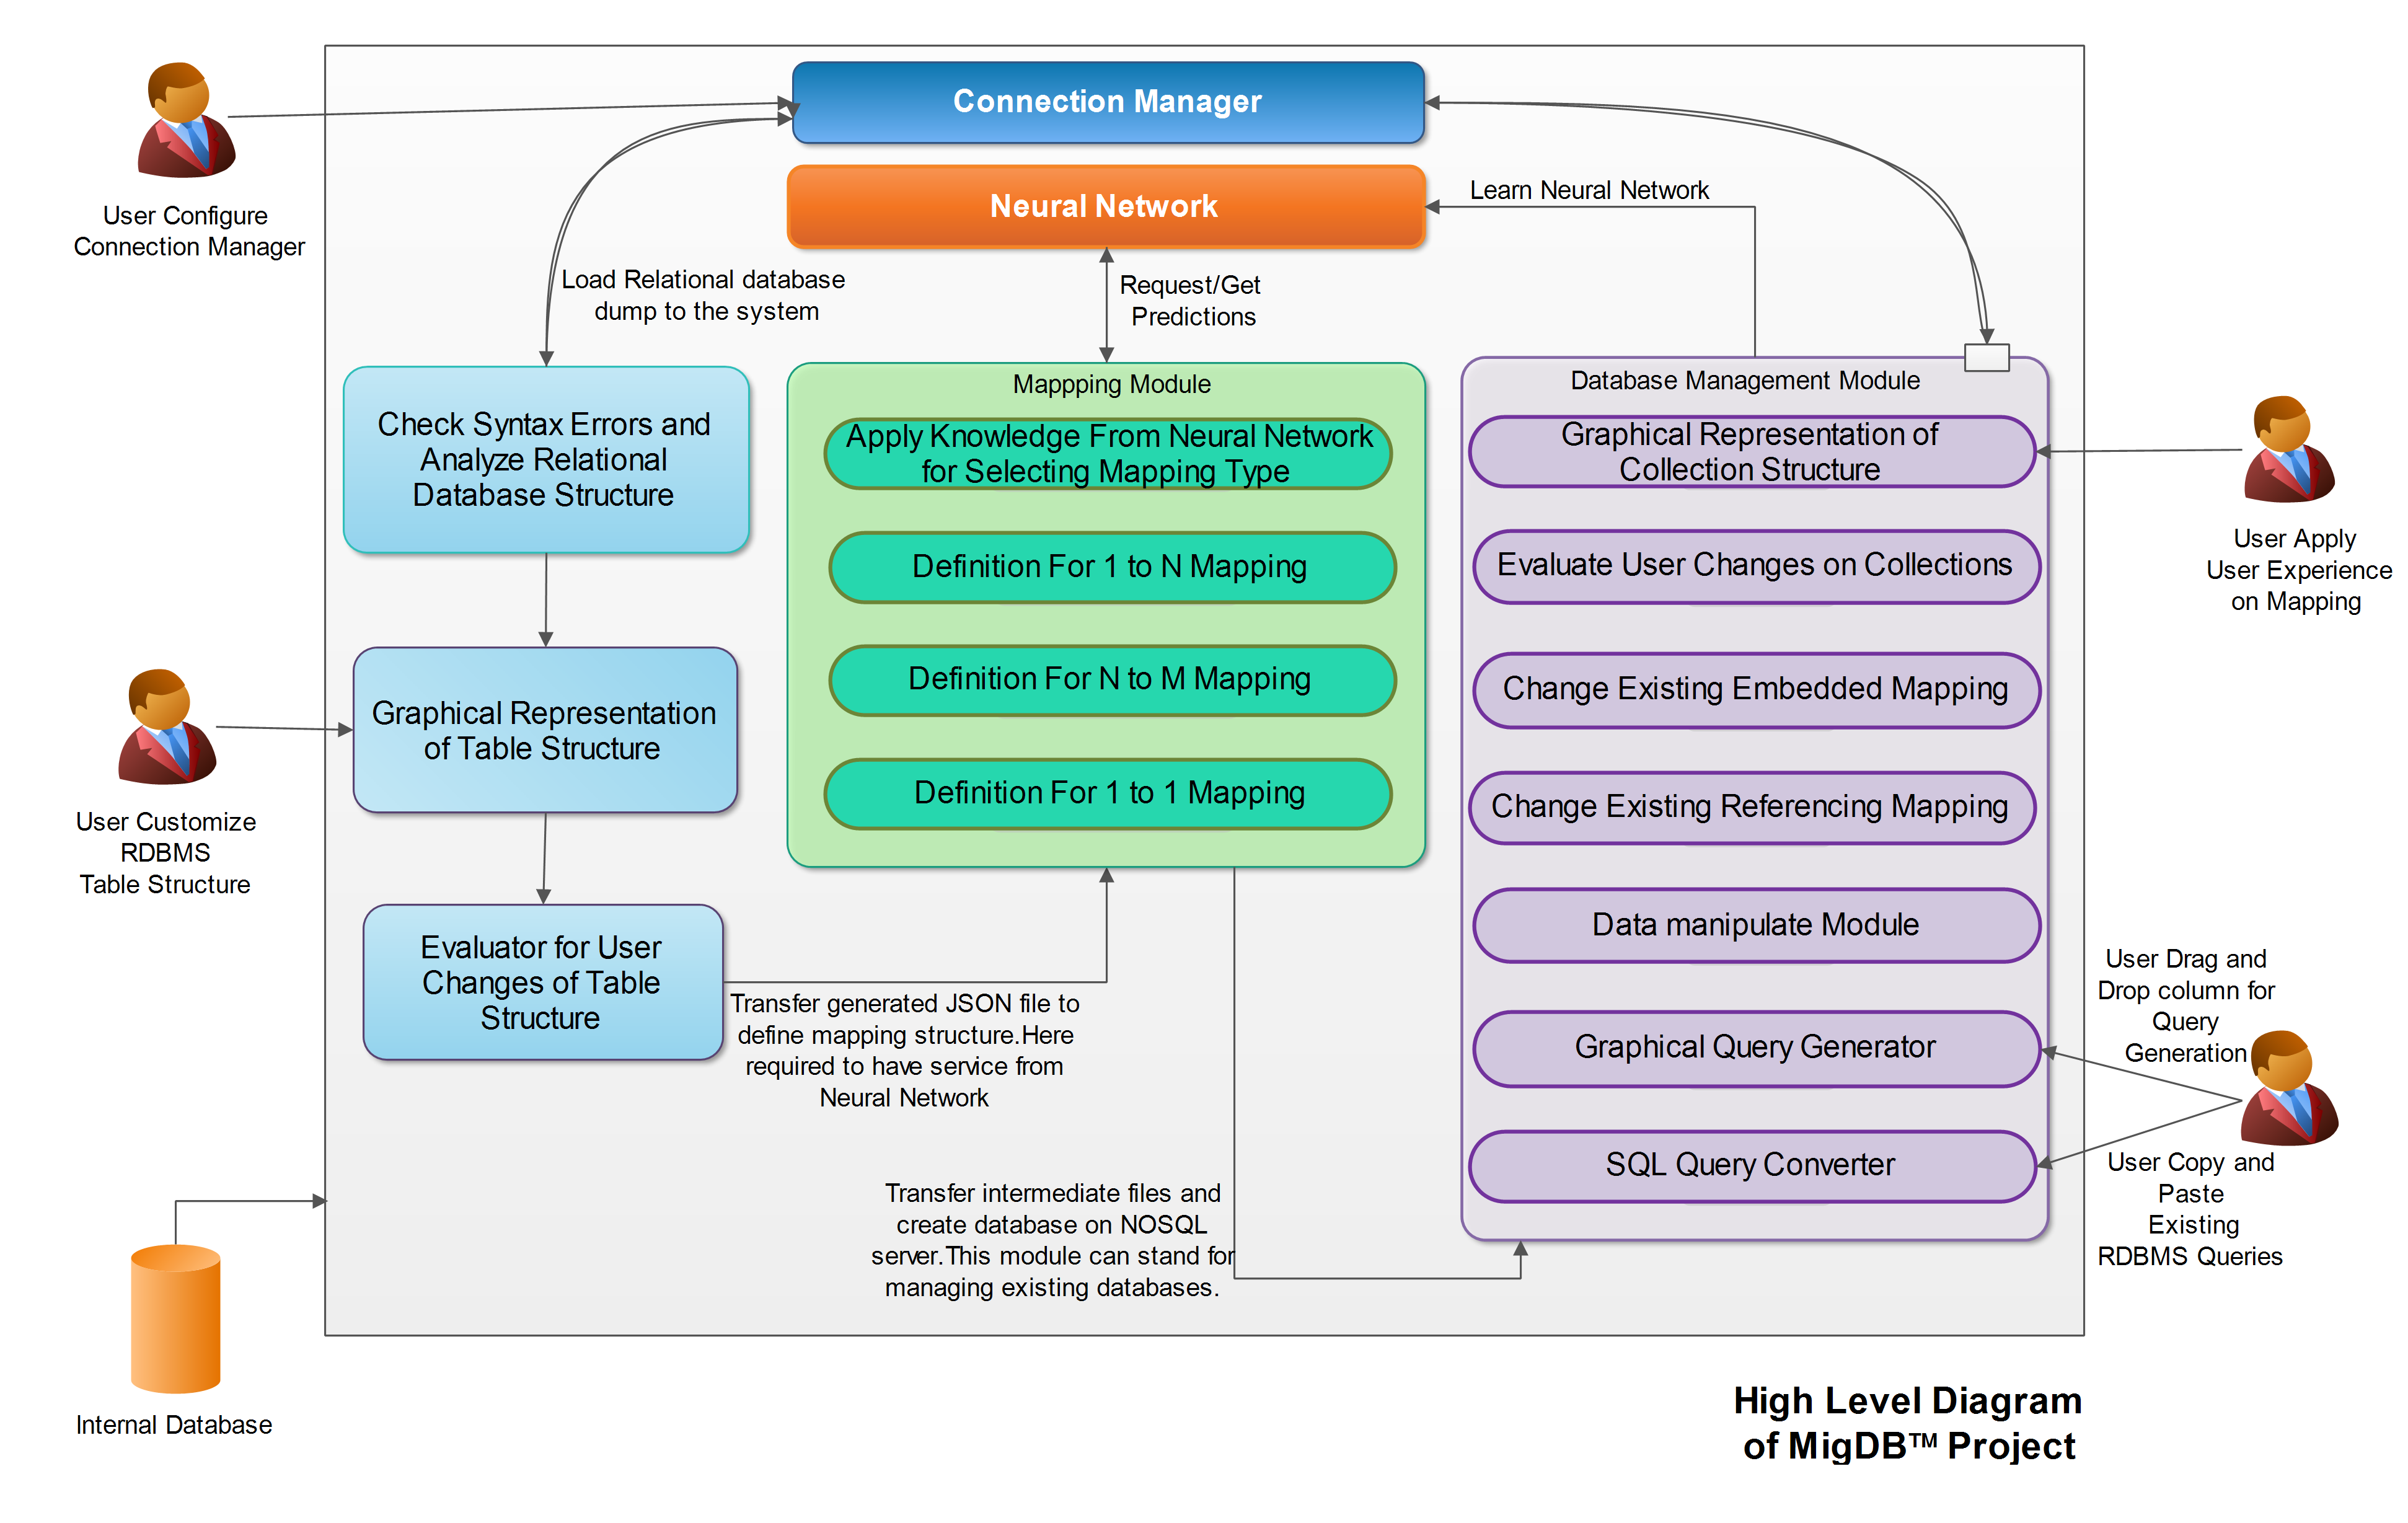 Connection Manager
Neural Network
Learn Neural Network
User Configure
Connection Manager
Load Relational database
dump to the system
Request/Get
Predictions
Check Syntax Errors and
Analyze Relational
Database Structure
Graphical Representation
of Table Structure
User Customize
RDBMS
Table Structure
Evaluator for User
Changes of Table
Structure
Transfer generated JSON file to
define mapping structure.Here
required to have service from
Neural Network
Mappping Module
Apply Knowledge From Neural Network
for Selecting Mapping Type
Definition For 1 to N Mapping
Definition For N to M Mapping
Definition For 1 to 1 Mapping
Transfer intermediate files and
create database on NOSQL
server.This module can stand for
managing existing databases.
Database Management Module
Graphical Representation of
Collection Structure
Evaluate User Changes on Collections
Change Existing Embedded Mapping
Change Existing Referencing Mapping
Data manipulate Module
Graphical Query Generator
SQL Query Converter
User Apply
User Experience
on Mapping
User Drag and
Drop column for
Query
Generation
User Copy and
Paste
Existing
RDBMS Queries
Internal Database
High Level Diagram
of MigDB™ Project